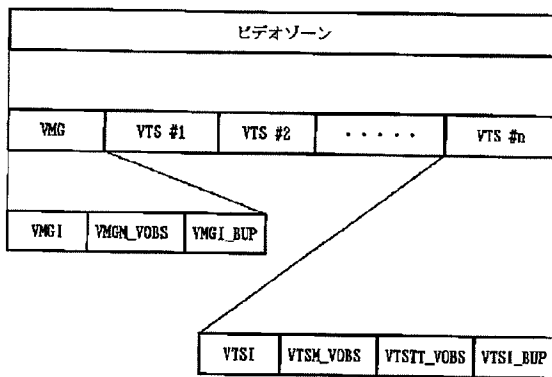 ビデオゾーン
VMG VTS #1 VTS #2 ・・・・・ VTS #n
VMGI VMGM_VOBS VMGI_BUP
VTSI VTSM_VOBS VTSTT_VOBS VTSI_BUP